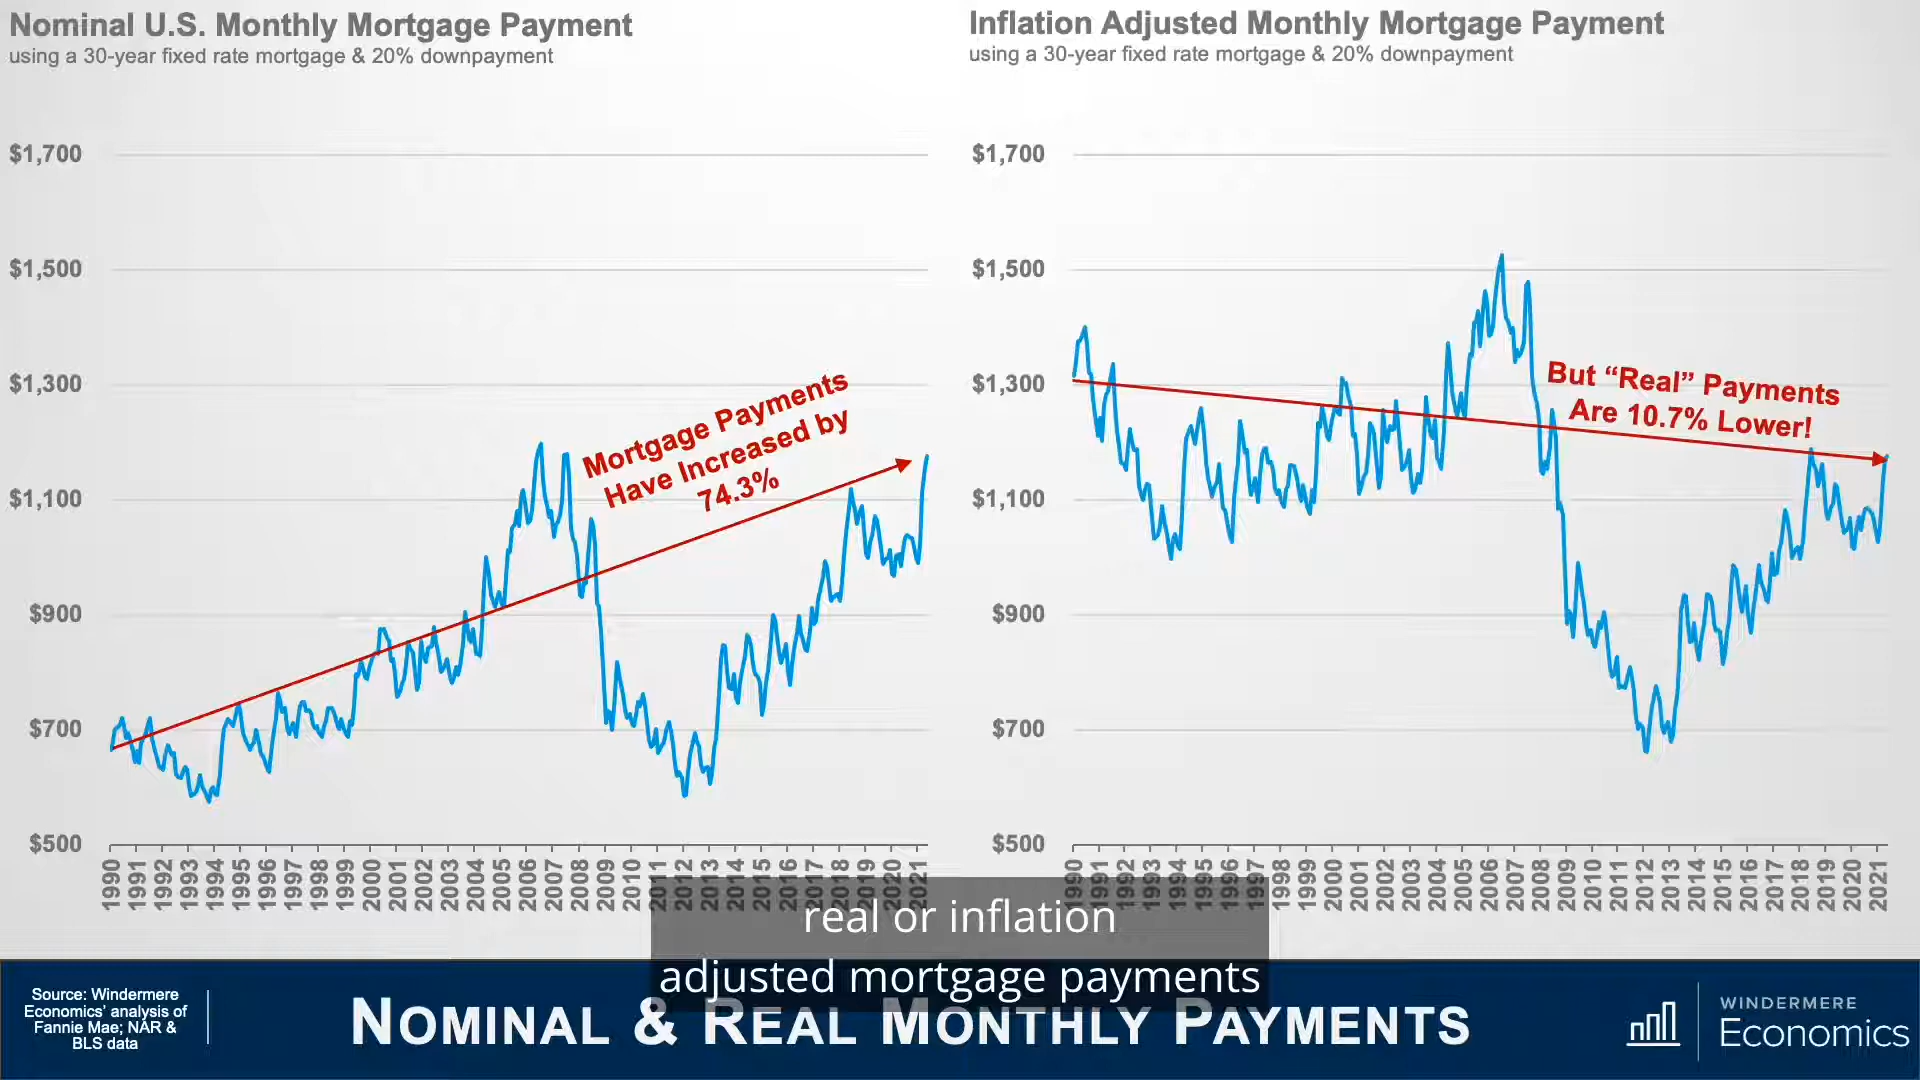 Nominal U.S. Monthly Mortgage Payment
using a 30-year fixed rate mortgage & 20% downpayment
$1,700
$1,500
$1,300
$1,100
$900
$700
$500
Mortgage Payments
Have Increased by
74.3%
1990 1991 1992 1993 1994 1995 1996 1997 1998 1999 2000 2001 2002 2003 2004 2005 2006 2007 2008 2009 2010 2011 2012 2013 2014 2015 2016 2017 2018 2019 2020 2021
Inflation Adjusted Monthly Mortgage Payment
using a 30-year fixed rate mortgage & 20% downpayment
$1,700
$1,500
$1,300
$1,100
$900
$700
$500
But “Real” Payments
Are 10.7% Lower!
1990 1991 1992 1993 1994 1995 1996 1997 1998 1999 2000 2001 2002 2003 2004 2005 2006 2007 2008 2009 2010 2011 2012 2013 2014 2015 2016 2017 2018 2019 2020 2021
real or inflation
adjusted mortgage payments
Source: Windermere
Economics’ analysis of
Fannie Mae; NAR &
BLS data
NOMINAL & REAL MONTHLY PAYMENTS
WINDERMERE
Economics